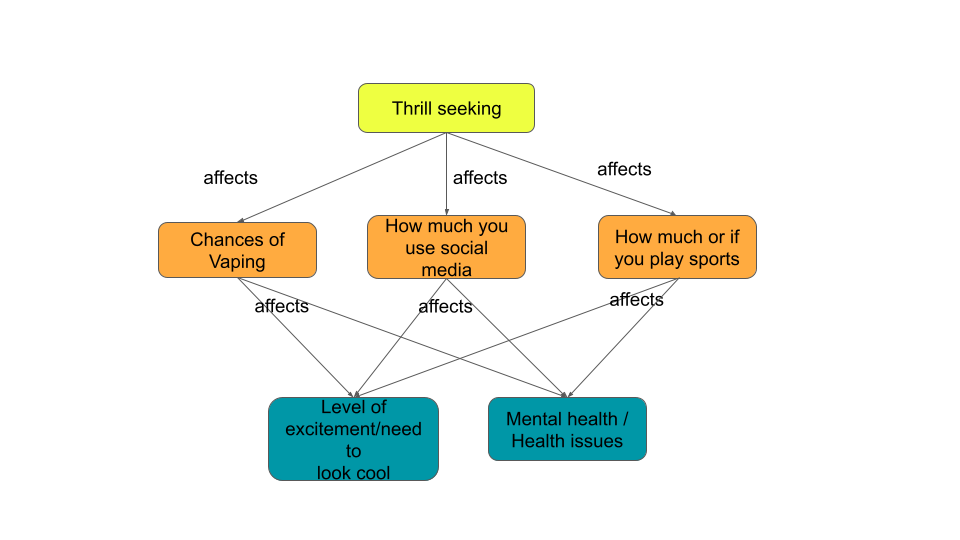 Thrill seeking
affects
affects
affects
Chances of
Vaping
How much you
use social
media
How much or if
you play sports
affects
affects
affects
Level of
excitement/need
to
look cool
Mental health /
Health issues